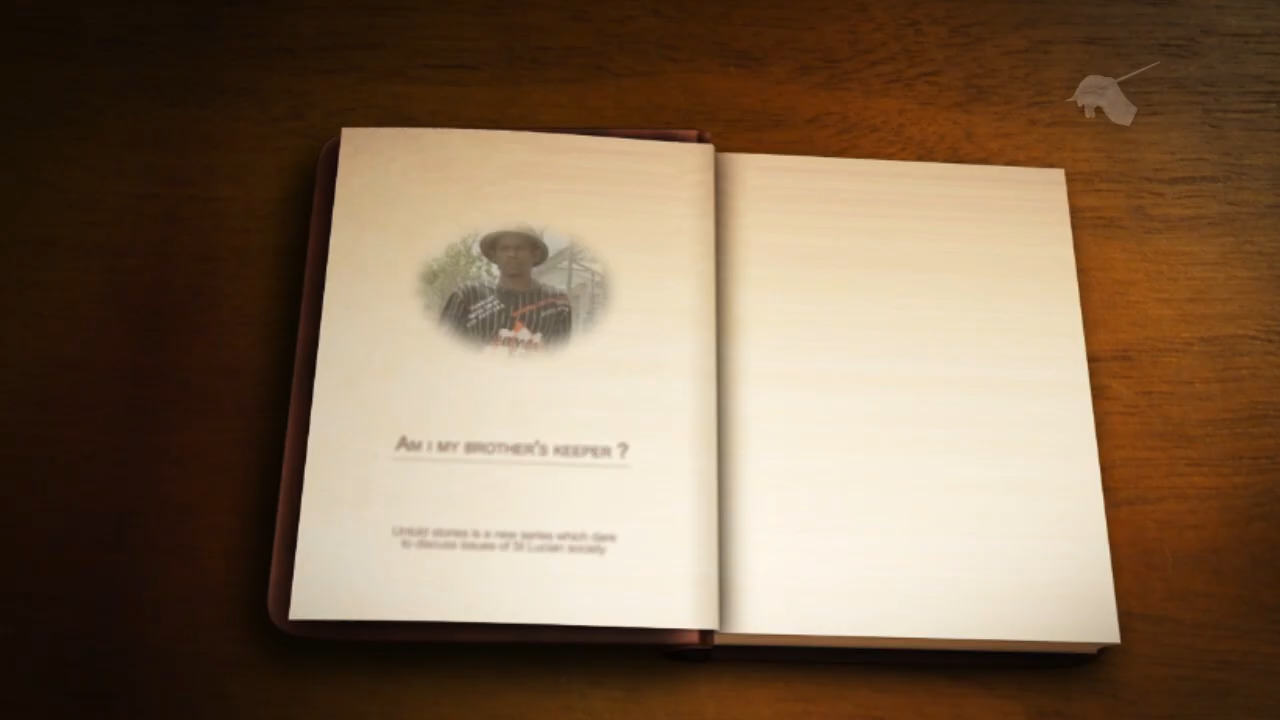 AM I MY BROTHER'S KEEPER ?
Untold stories is a new series which dare
to discuss issues of St Lucian society